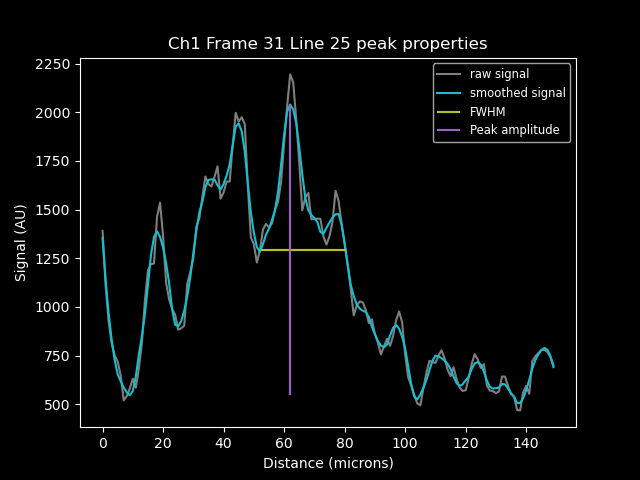 Ch1 Frame 31 Line 25 peak properties
raw signal
smoothed signal
FWHM
Peak amplitude
Signal (AU)
2250
2000
1750
1500
1250
1000
750
500
0 20 40 60 80 100 120 140
Distance (microns)